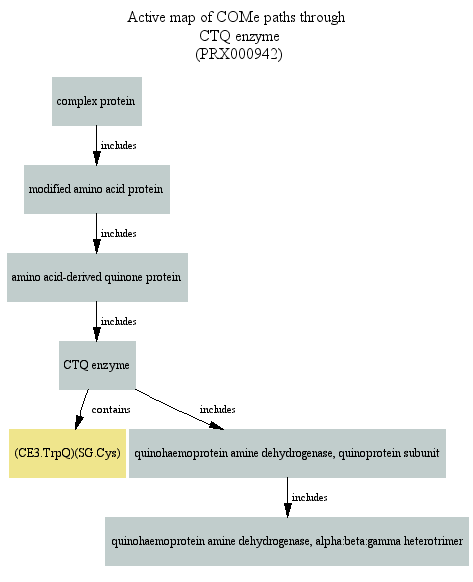 Active map of COMe paths through
CTQ enzyme
(PRX000942)
complex protein
includes
modified amino acid protein
includes
amino acid-derived quinone protein
includes
CTQ enzyme
contains
includes
(CE3.TrpQ)(SG.Cys)
quinohaemoprotein amine dehydrogenase, quinoprotein subunit
includes
quinohaemoprotein amine dehydrogenase, alpha:beta:gamma heterotrimer